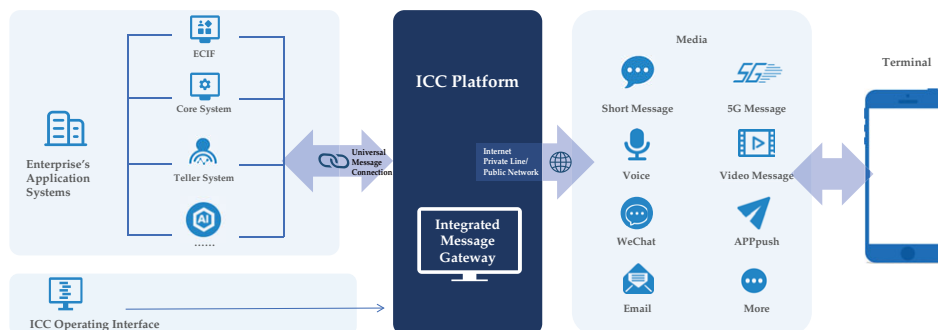 ECIF
Core System
Teller System
AI
......
Enterprise's
Application
Systems
ICC Operating Interface
Universal
Message
Connection
ICC Platform
Internet
Private Line/
Public Network
Integrated
Message
Gateway
Media
Short Message
5G
5G Message
Voice
Video Message
WeChat
APPpush
Email
More
Terminal